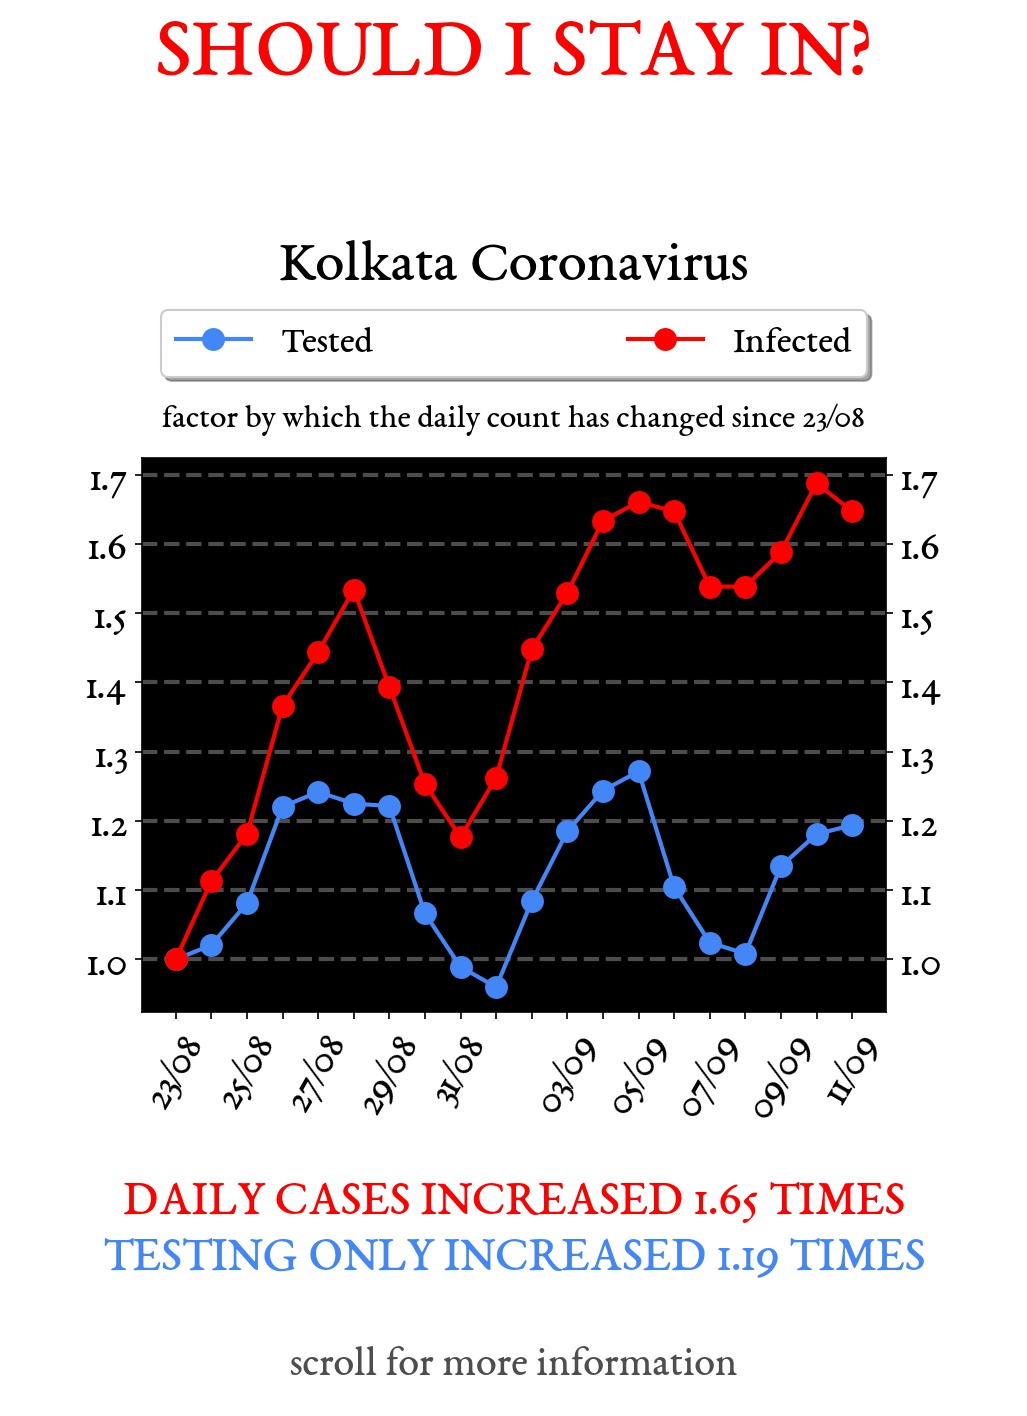 SHOULD I STAY IN?
Kolkata Coronavirus
Tested Infected
factor by which the daily count has changed since 23/08
1.7 1.7
1.6 1.6
1.5 1.5
1.4 1.4
1.3 1.3
1.2 1.2
1.1 1.1
1.0 1.0
23/08 25/08 27/08 29/08 31/08 03/09 05/09 07/09 09/09 11/09
DAILY CASES INCREASED 1.65 TIMES
TESTING ONLY INCREASED 1.19 TIMES
scroll for more information